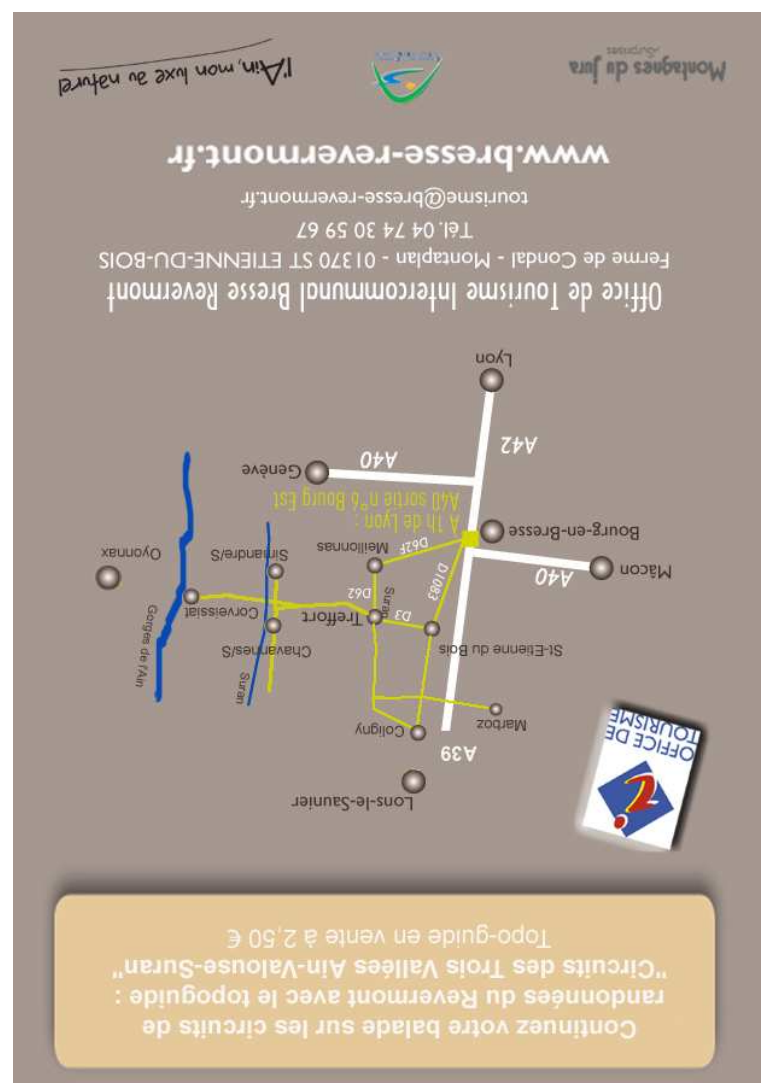 Continuez votre balade sur les circuits de
randonnées du Revermont avec le topoguide :
"Circuits des Trois Vallées Ain-Valouse-Suran"
Topo-guide en vente à 2,50 €
OFFICE DE
TOURISME
Lons-le-Saunier
A39
Coligny
Marboz
Suran
Gorges de l'Ain
St-Etienne du Bois
Chavannes/S
D3
Treffort
Suran
Corveissiat
D1083
D62
Mâcon
A40
Simandre/S
Oyonnax
Meillonnas
D62F
Bourg-en-Bresse
A 1h de Lyon :
A40 sortie n°6 Bourg Est
A42
A40
Genève
Lyon
Office de Tourisme Intercommunal Bresse Revermont
Ferme de Condal - Montaplan - 01370 ST ETIENNE-DU-BOIS
Tél. 04 74 30 59 67
tourisme@bresse-revermont.fr
www.bresse-revermont.fr
Montagnes du Jura
l'Ain, mon luxe au naturel